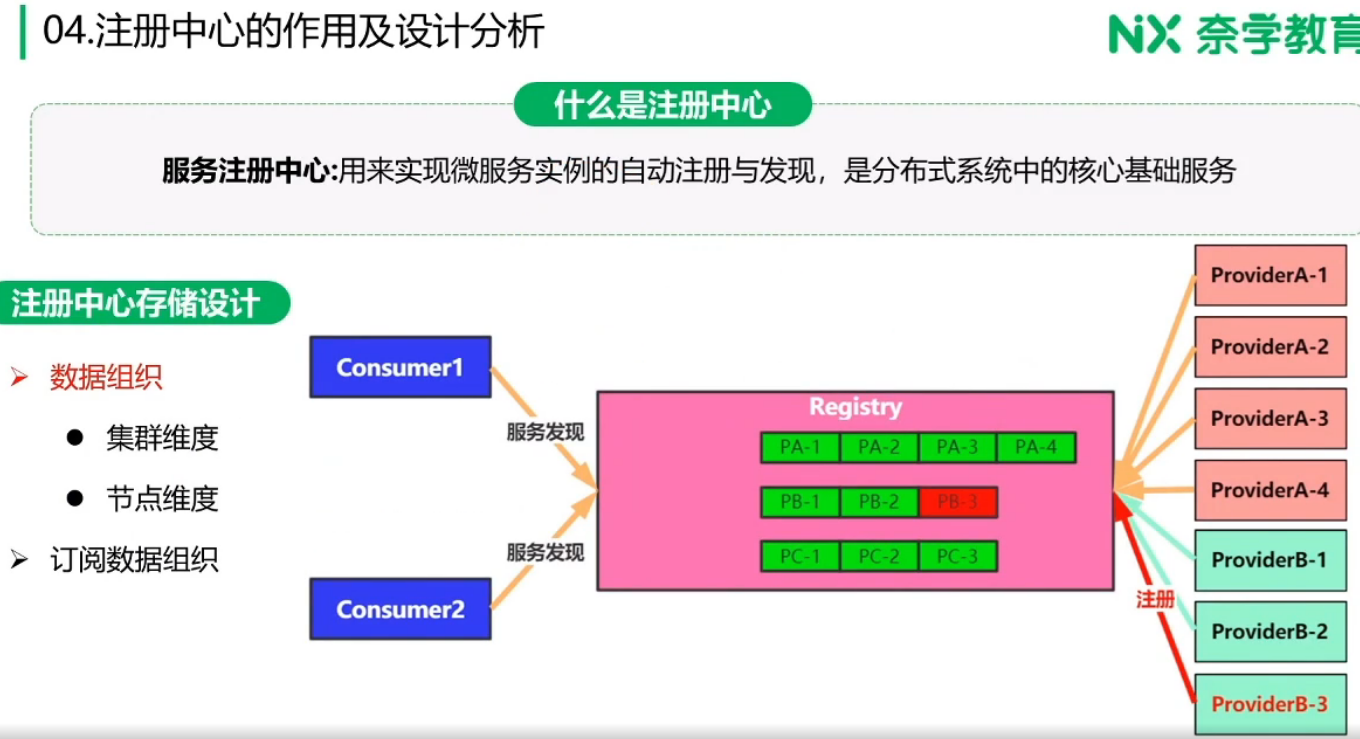 04.注册中心的作用及设计分析
NX 奈学教育
什么是注册中心
服务注册中心:用来实现微服务实例的自动注册与发现，是分布式系统中的核心基础服务
注册中心存储设计
数据组织
集群维度
节点维度
订阅数据组织
Consumer1
服务发现
Consumer2
服务发现
Registry
PA-1 PA-2 PA-3 PA-4
PB-1 PB-2 PB-3
PC-1 PC-2 PC-3
注册
ProviderA-1
ProviderA-2
ProviderA-3
ProviderA-4
ProviderB-1
ProviderB-2
ProviderB-3